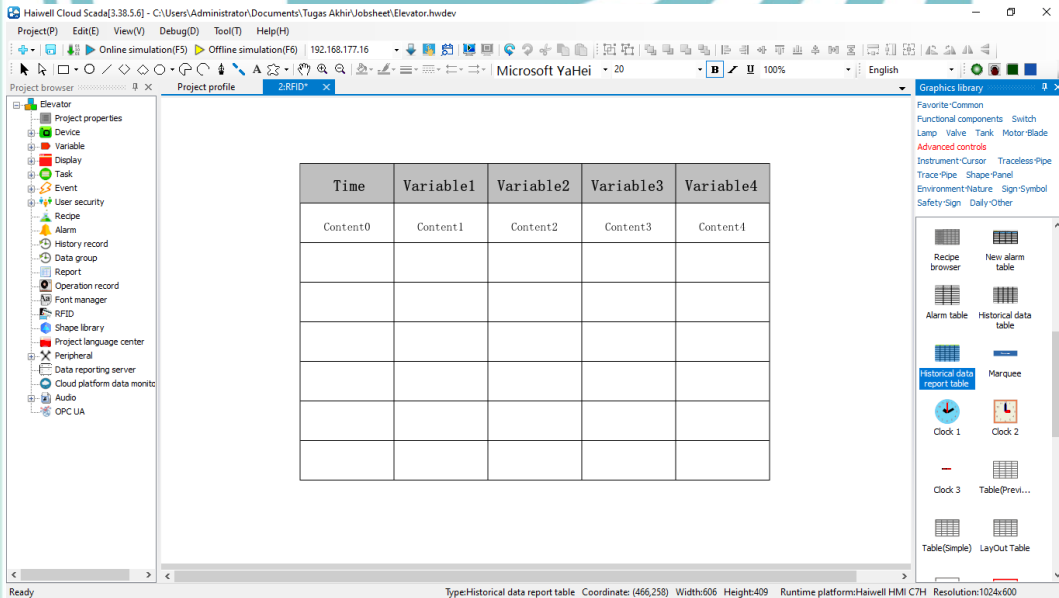 Haiwell Cloud Scada[3.38.5.6] - C:\Users\Administrator\Documents\Tugas Akhir\Jobsheet\Elevator.hwdev
Project(P) Edit(E) View(V) Debug(D) Tool(T) Help(H)
Online simulation(F5) Offline simulation(F6) 192.168.177.16
A Microsoft YaHei 20 B I U 100% English
Project browser
Project profile 2:RFID*
Graphics library
Elevator
Project properties
Device
Variable
Display
Task
Event
User security
Recipe
Alarm
History record
Data group
Report
Operation record
Font manager
RFID
Shape library
Project language center
Peripheral
Data reporting server
Cloud platform data monito
Audio
OPC UA
Time Variable1 Variable2 Variable3 Variable4
Content0 Content1 Content2 Content3 Content4
Favorite·Common
Functional components Switch
Lamp Valve Tank Motor·Blade
Advanced controls
Instrument·Cursor Traceless·Pipe
Trace·Pipe Shape·Panel
Environment·Nature Sign·Symbol
Safety·Sign Daily·Other
Recipe browser New alarm table
Alarm table Historical data table
Historical data report table Marquee
Clock 1 Clock 2
Clock 3 Table(Previ...
Table(Simple) LayOut Table
Ready Type:Historical data report table Coordinate: (466,258) Width:606 Height:409 Runtime platform:Haiwell HMI C7H Resolution:1024x600